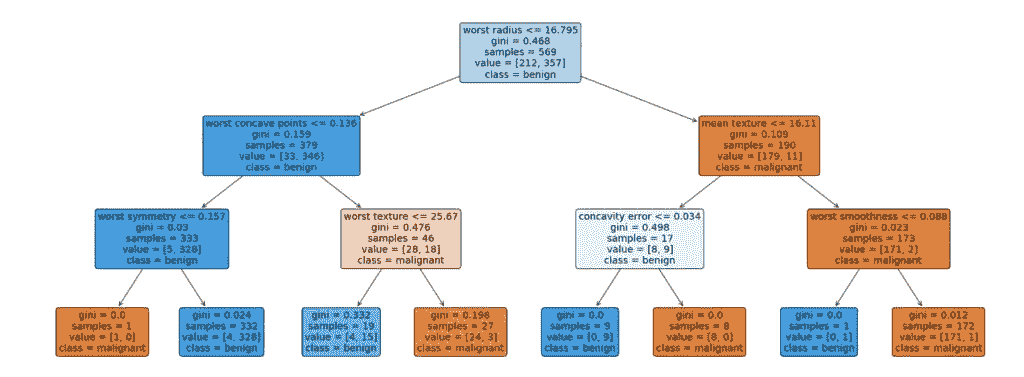 worst radius <= 16.795
gini = 0.468
samples = 569
value = [212, 357]
class = benign
worst concave points <= 0.136
gini = 0.159
samples = 379
value = [33, 346]
class = benign
mean texture <= 16.11
gini = 0.109
samples = 190
value = [179, 11]
class = malignant
worst symmetry <= 0.157
gini = 0.03
samples = 333
value = [5, 328]
class = benign
worst texture <= 25.67
gini = 0.476
samples = 46
value = [28, 18]
class = malignant
concavity error <= 0.034
gini = 0.498
samples = 17
value = [8, 9]
class = benign
worst smoothness <= 0.088
gini = 0.023
samples = 173
value = [171, 2]
class = malignant
gini = 0.0
samples = 1
value = [1, 0]
class = malignant
gini = 0.024
samples = 332
value = [4, 328]
class = benign
gini = 0.332
samples = 19
value = [4, 15]
class = benign
gini = 0.198
samples = 27
value = [24, 3]
class = malignant
gini = 0.0
samples = 9
value = [0, 9]
class = benign
gini = 0.0
samples = 8
value = [8, 0]
class = malignant
gini = 0.0
samples = 1
value = [0, 1]
class = benign
gini = 0.012
samples = 172
value = [171, 1]
class = malignant